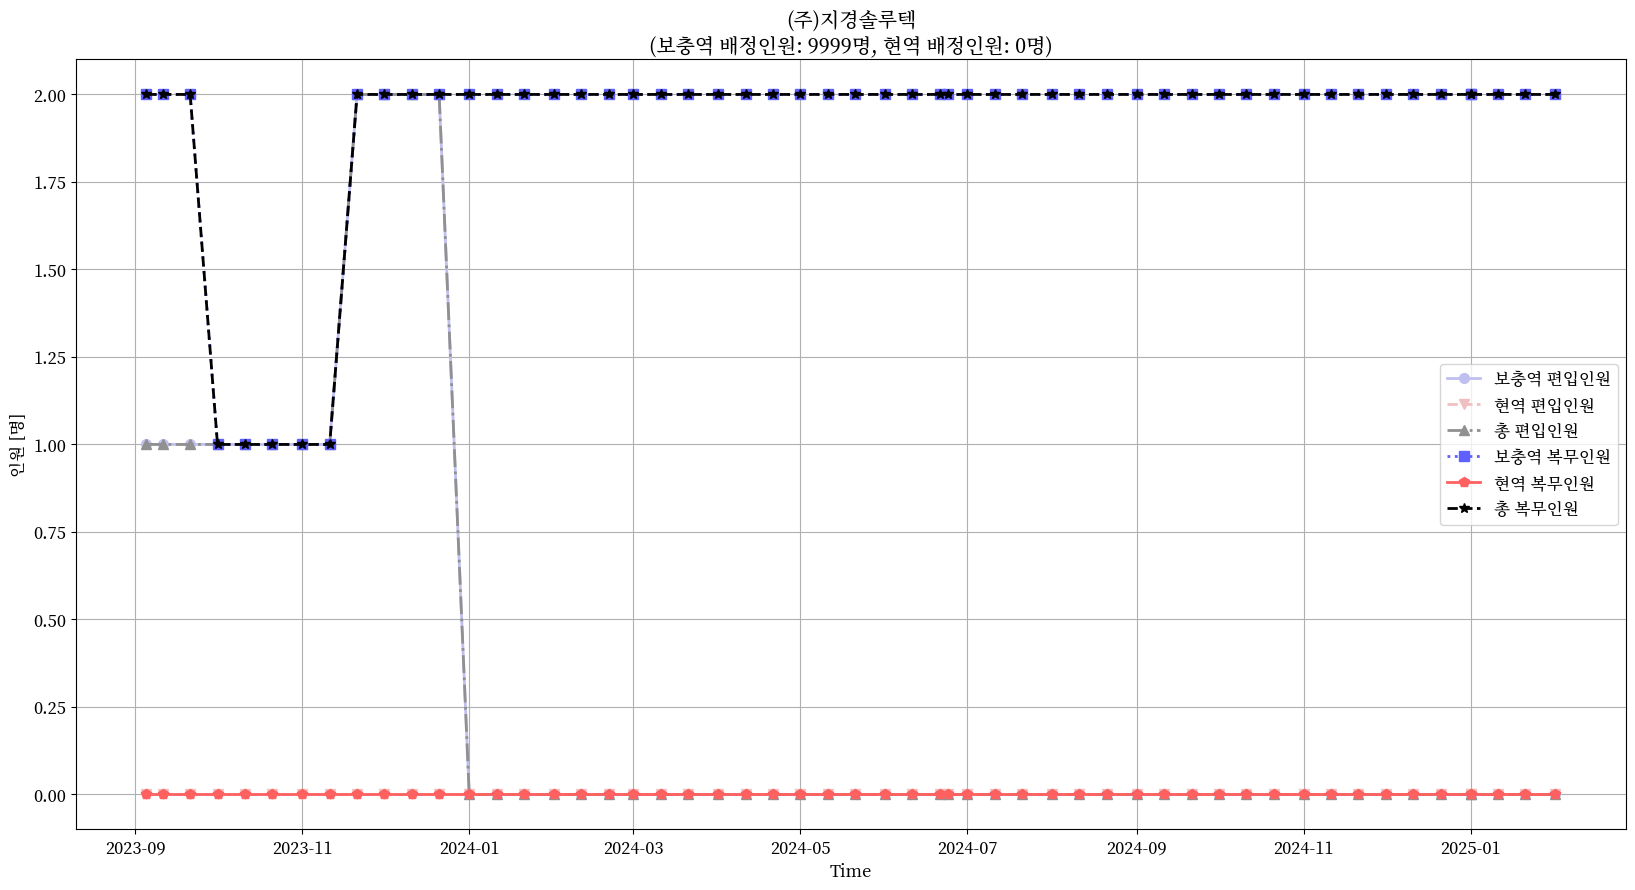 (주)지경솔루텍
(보충역 배정인원: 9999명, 현역 배정인원: 0명)
인원 [명]
2.00
1.75
1.50
1.25
1.00
0.75
0.50
0.25
0.00
보충역 편입인원
현역 편입인원
총 편입인원
보충역 복무인원
현역 복무인원
총 복무인원
2023-09
2023-11
2024-01
2024-03
2024-05
2024-07
2024-09
2024-11
2025-01
Time